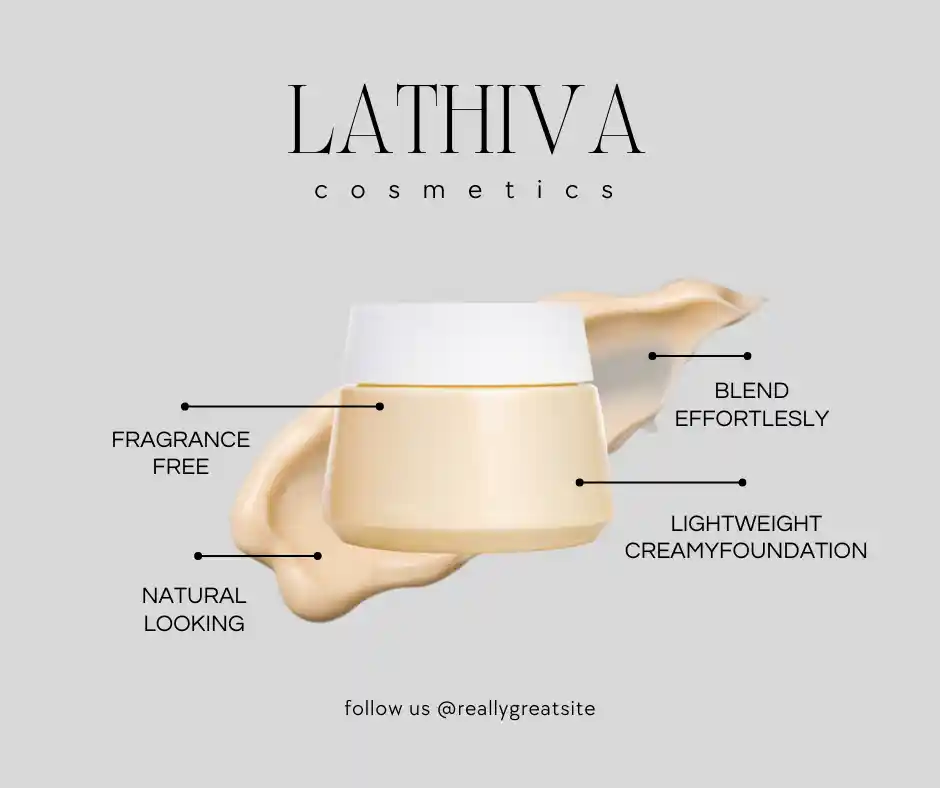 LATHIVA
cosmetics
BLEND
EFFORTLESLY
FRAGRANCE
FREE
LIGHTWEIGHT
CREAMYFOUNDATION
NATURAL
LOOKING
follow us @reallygreatsite